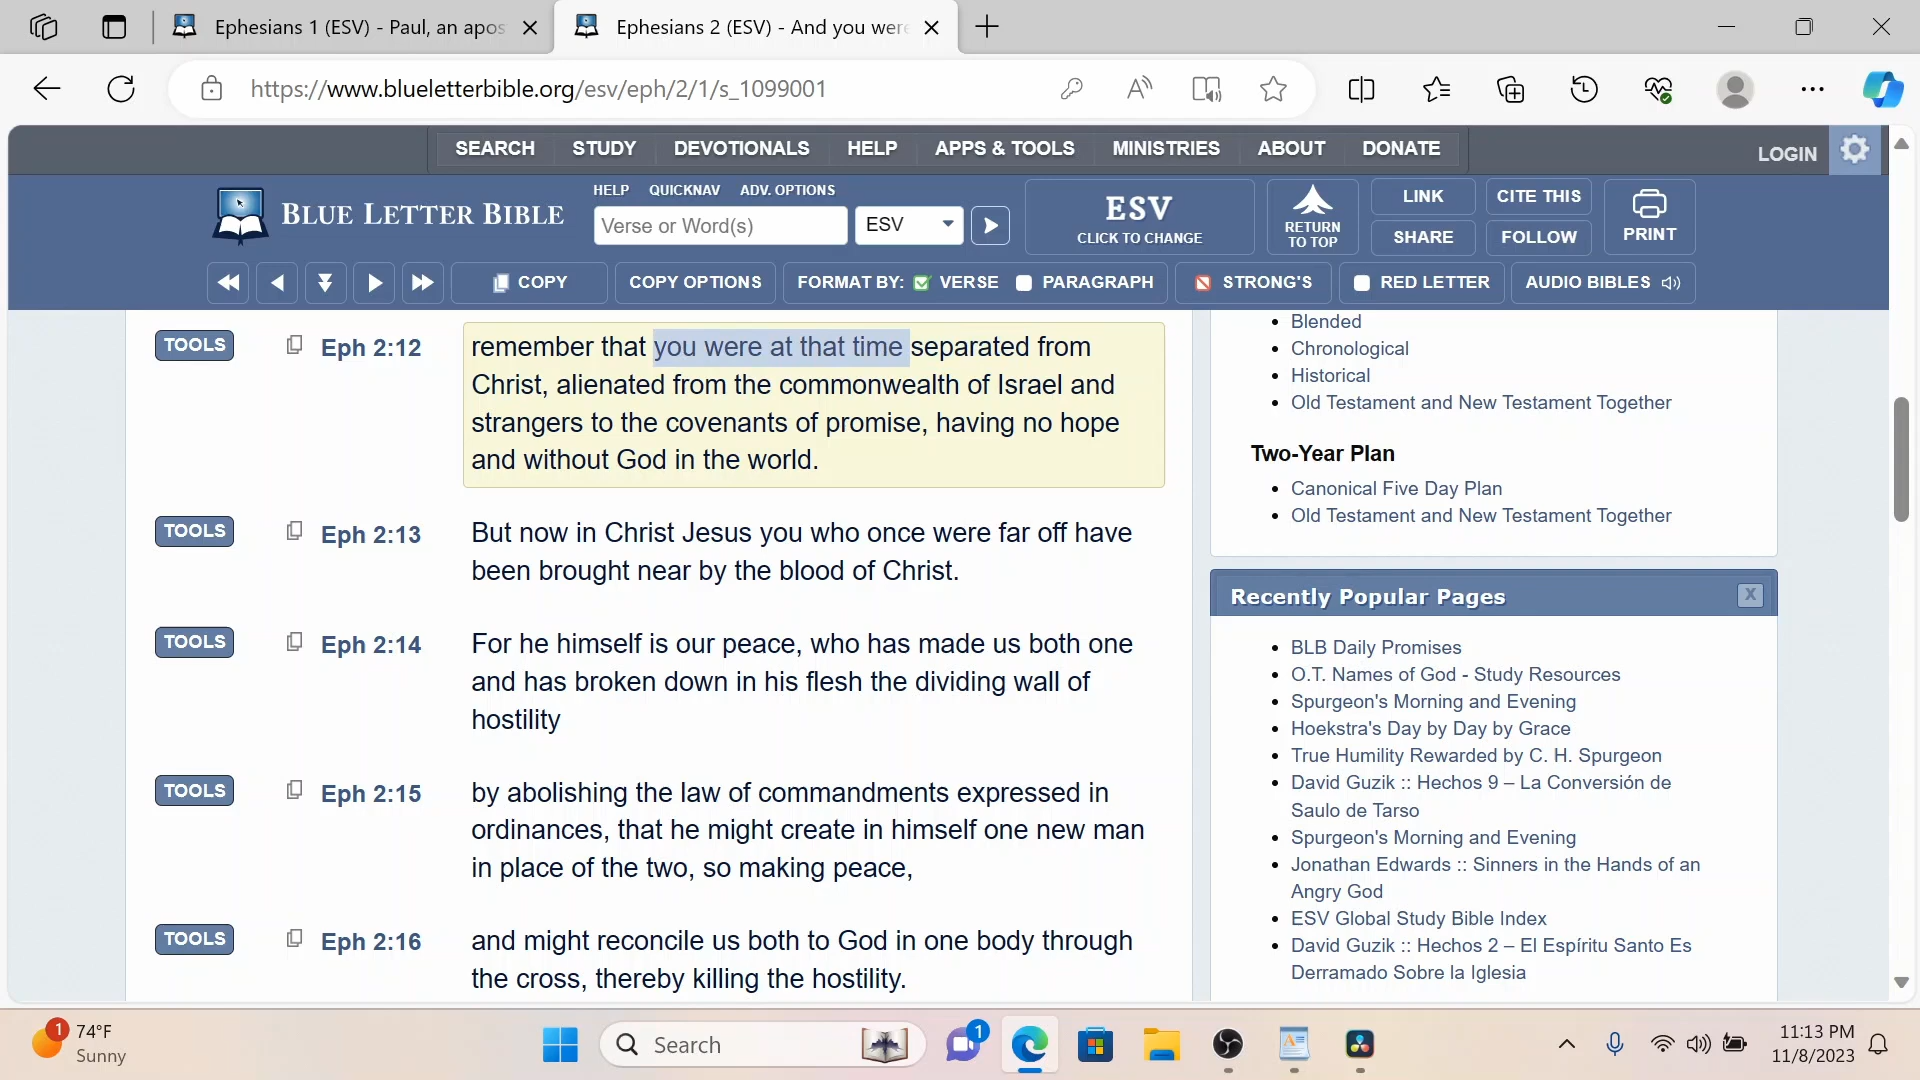 Ephesians 1 (ESV) - Paul, an apos
Ephesians 2 (ESV) - And you were
https://www.blueletterbible.org/esv/eph/2/1/s_1099001
SEARCH STUDY DEVOTIONALS HELP APPS & TOOLS MINISTRIES ABOUT DONATE
LOGIN
BLUE LETTER BIBLE
HELP QUICKNAV ADV. OPTIONS
Verse or Word(s)
ESV
ESV
CLICK TO CHANGE
RETURN
TO TOP
LINK
CITE THIS
SHARE
FOLLOW
PRINT
COPY
COPY OPTIONS
FORMAT BY: VERSE PARAGRAPH
STRONG'S
RED LETTER
AUDIO BIBLES
TOOLS
Eph 2:12
remember that you were at that time separated from
Christ, alienated from the commonwealth of Israel and
strangers to the covenants of promise, having no hope
and without God in the world.
TOOLS
Eph 2:13
But now in Christ Jesus you who once were far off have
been brought near by the blood of Christ.
TOOLS
Eph 2:14
For he himself is our peace, who has made us both one
and has broken down in his flesh the dividing wall of
hostility
TOOLS
Eph 2:15
by abolishing the law of commandments expressed in
ordinances, that he might create in himself one new man
in place of the two, so making peace,
TOOLS
Eph 2:16
and might reconcile us both to God in one body through
the cross, thereby killing the hostility.
Blended
Chronological
Historical
Old Testament and New Testament Together
Two-Year Plan
Canonical Five Day Plan
Old Testament and New Testament Together
Recently Popular Pages
X
BLB Daily Promises
O.T. Names of God - Study Resources
Spurgeon's Morning and Evening
Hoekstra's Day by Day by Grace
True Humility Rewarded by C. H. Spurgeon
David Guzik :: Hechos 9 – La Conversión de
Saulo de Tarso
Spurgeon's Morning and Evening
Jonathan Edwards :: Sinners in the Hands of an
Angry God
ESV Global Study Bible Index
David Guzik :: Hechos 2 – El Espíritu Santo Es
Derramado Sobre la Iglesia
1
74°F
Sunny
Search
1
11:13 PM
11/8/2023